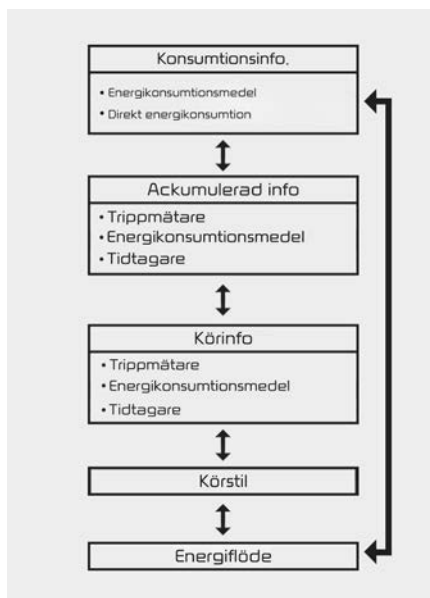 Konsumtionsinfo.
• Energikonsumtionsmedel
• Direkt energikonsumtion
Ackumulerad info
• Trippmätare
• Energikonsumtionsmedel
• Tidtagare
Körinfo
• Trippmätare
• Energikonsumtionsmedel
• Tidtagare
Körstil
Energiflöde